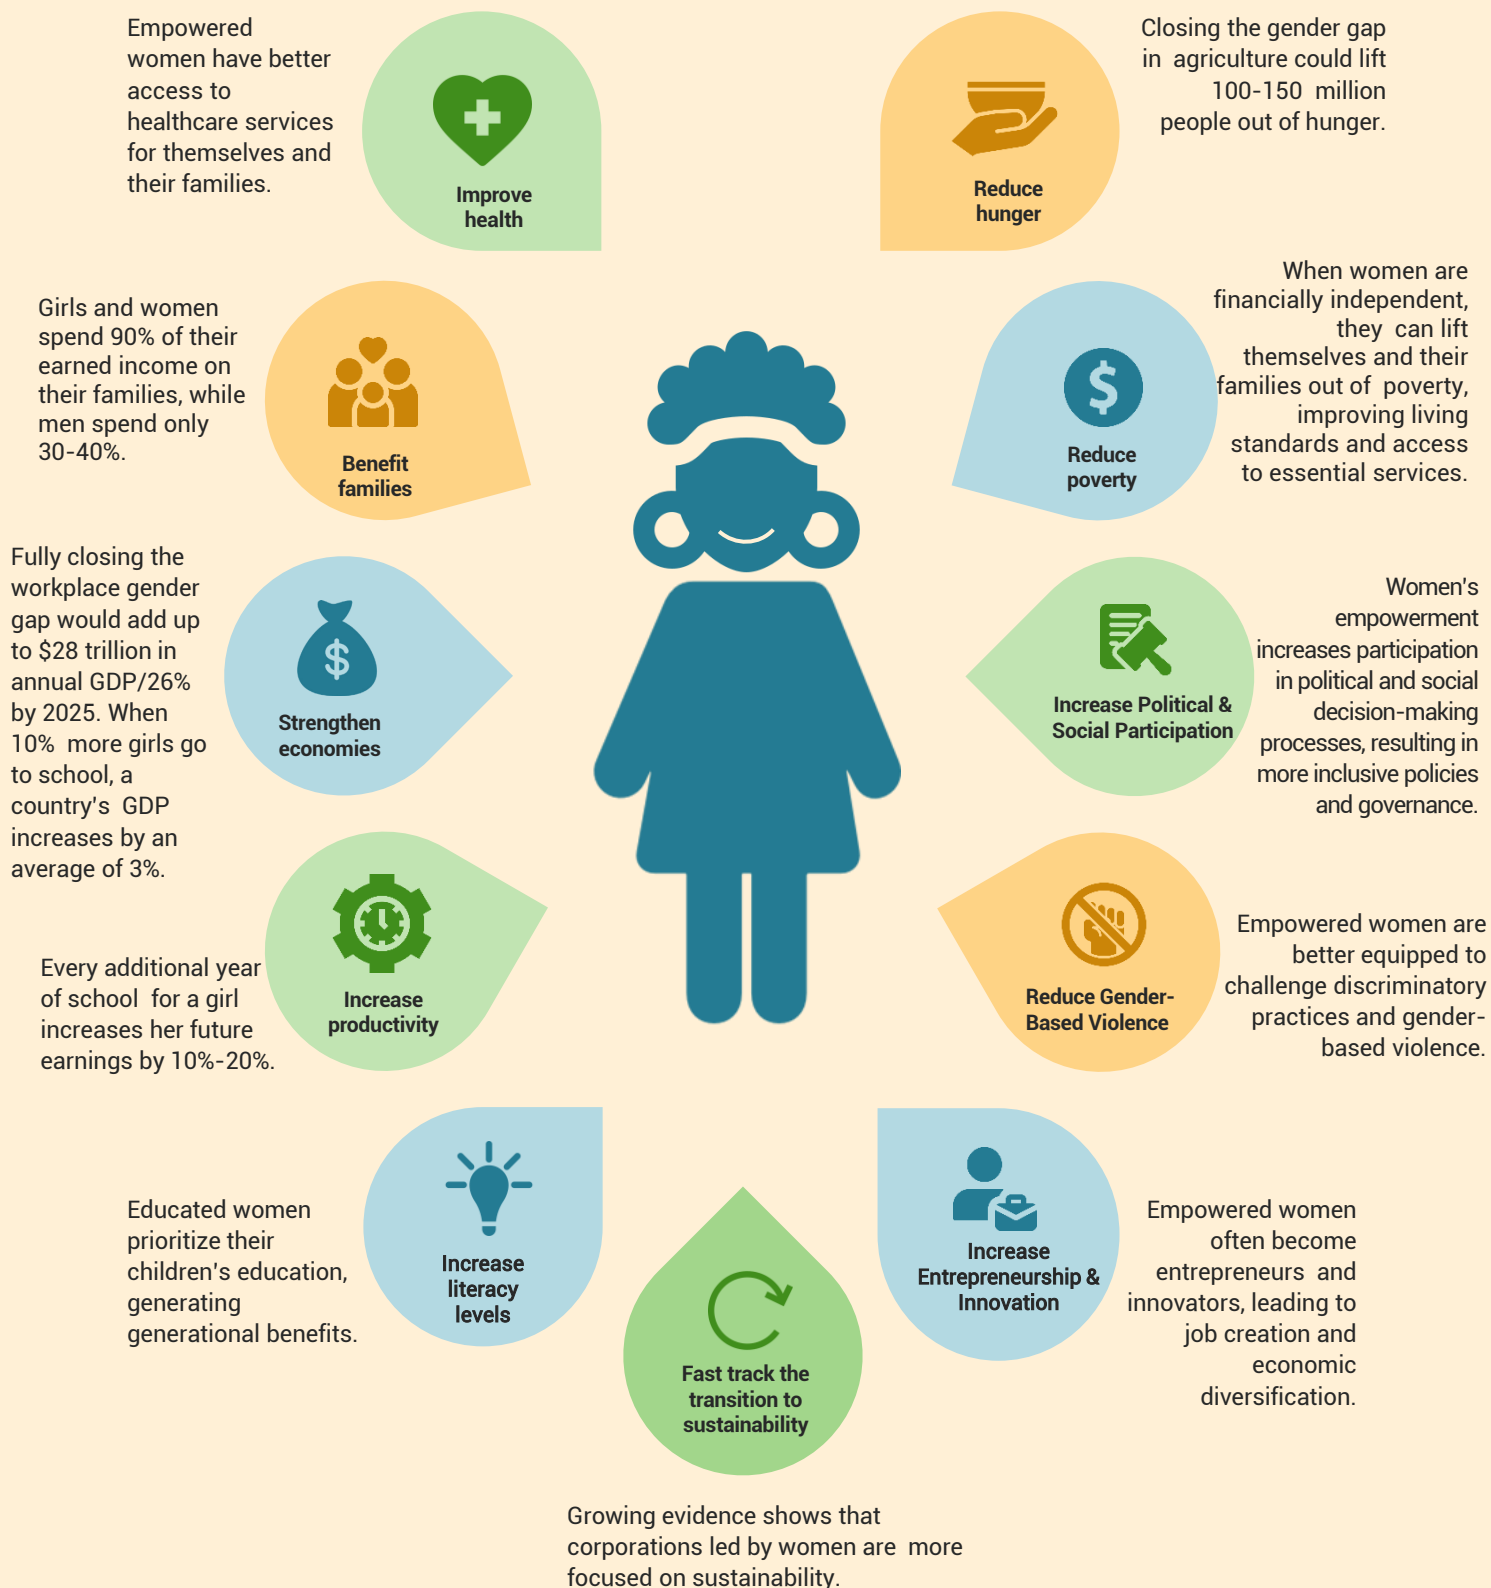 Empowered
women have better
access to
healthcare services
for themselves and
their families.
Improve
health
Closing the gender gap
in agriculture could lift
100-150 million
people out of hunger.
Reduce
hunger
Girls and women
spend 90% of their
earned income on
their families, while
men spend only
30-40%.
Benefit
families
When women are
financially independent,
they can lift
themselves and their
families out of poverty,
improving living
standards and access
to essential services.
Reduce
poverty
Fully closing the
workplace gender
gap would add up
to $28 trillion in
annual GDP/26%
by 2025. When
10% more girls go
to school, a
country's GDP
increases by an
average of 3%.
$
Strengthen
economies
Women's
empowerment
increases participation
in political and social
decision-making
processes, resulting in
more inclusive policies
and governance.
Increase Political &
Social Participation
Every additional year
of school for a girl
increases her future
earnings by 10%-20%.
Increase
productivity
Empowered women are
better equipped to
challenge discriminatory
practices and gender-
based violence.
Reduce Gender-
Based Violence
Educated women
prioritize their
children's education,
generating
generational benefits.
Increase
literacy
levels
Empowered women
often become
entrepreneurs and
innovators, leading to
job creation and
economic
diversification.
Increase
Entrepreneurship &
Innovation
Fast track the
transition to
sustainability
Growing evidence shows that
corporations led by women are more
focused on sustainability.